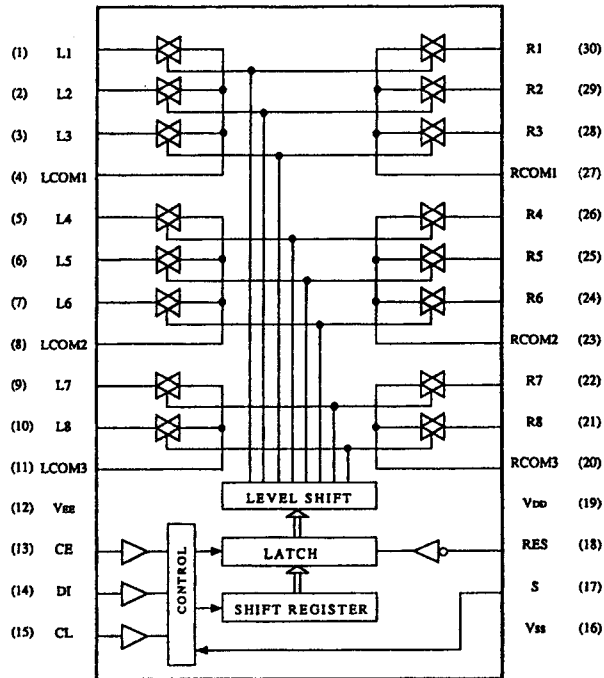 (1) L1 R1 (30)
(2) L2 R2 (29)
(3) L3 R3 (28)
(4) LCOM1 RCOM1 (27)
(5) L4 R4 (26)
(6) L5 R5 (25)
(7) L6 R6 (24)
(8) LCOM2 RCOM2 (23)
(9) L7 R7 (22)
(10) L8 R8 (21)
(11) LCOM3 RCOM3 (20)
LEVEL SHIFT
(12) VEE VDD (19)
(13) CE LATCH RES (18)
CONTROL
(14) DI SHIFT REGISTER S (17)
(15) CL VSS (16)